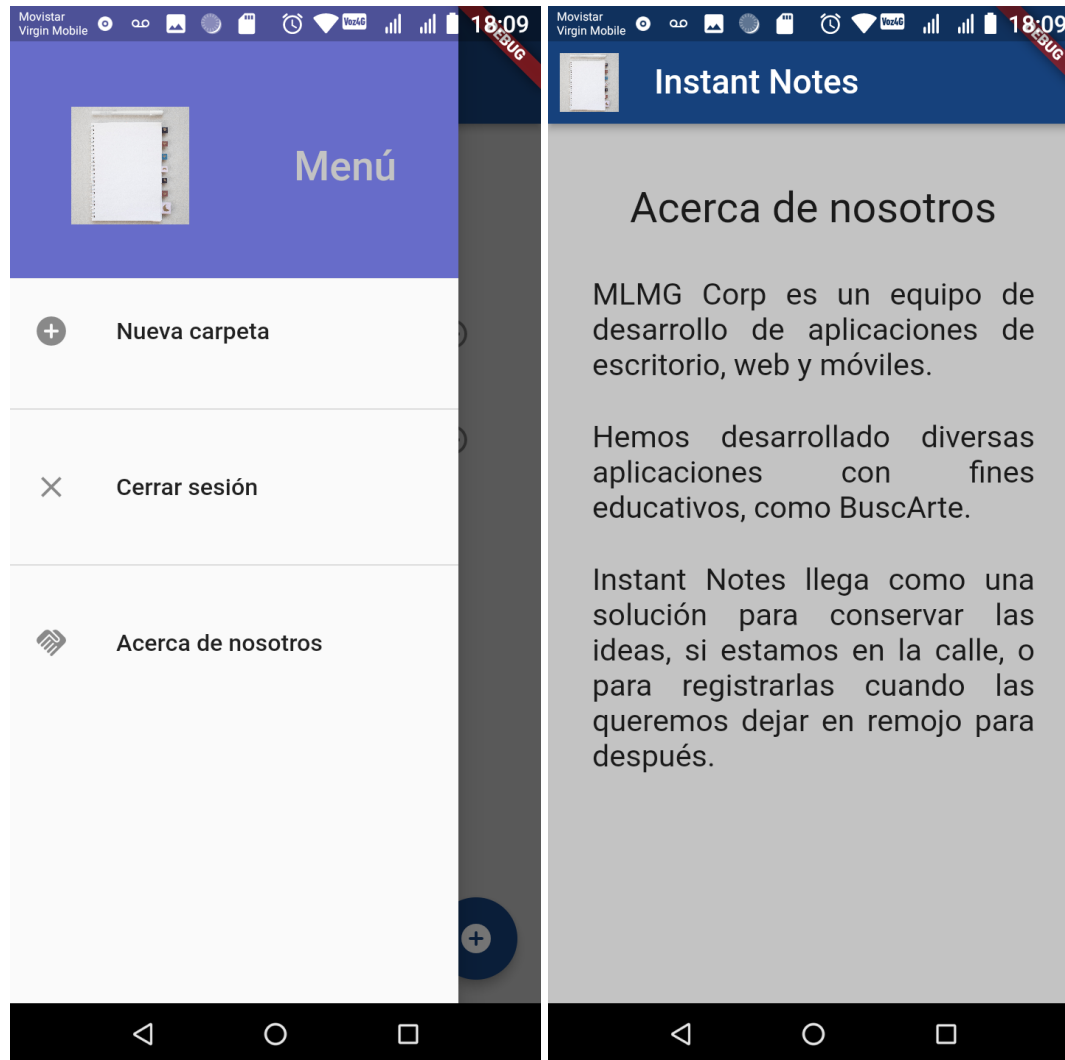 Movistar
Virgin Mobile
Voz4G
18:09
DEBUG
Menú
Nueva carpeta
Cerrar sesión
Acerca de nosotros
Movistar
Virgin Mobile
Voz4G
18:09
DEBUG
Instant Notes
Acerca de nosotros
MLMG Corp es un equipo de
desarrollo de aplicaciones de
escritorio, web y móviles.
Hemos desarrollado diversas
aplicaciones con fines
educativos, como BuscArte.
Instant Notes llega como una
solución para conservar las
ideas, si estamos en la calle, o
para registrarlas cuando las
queremos dejar en remojo para
después.